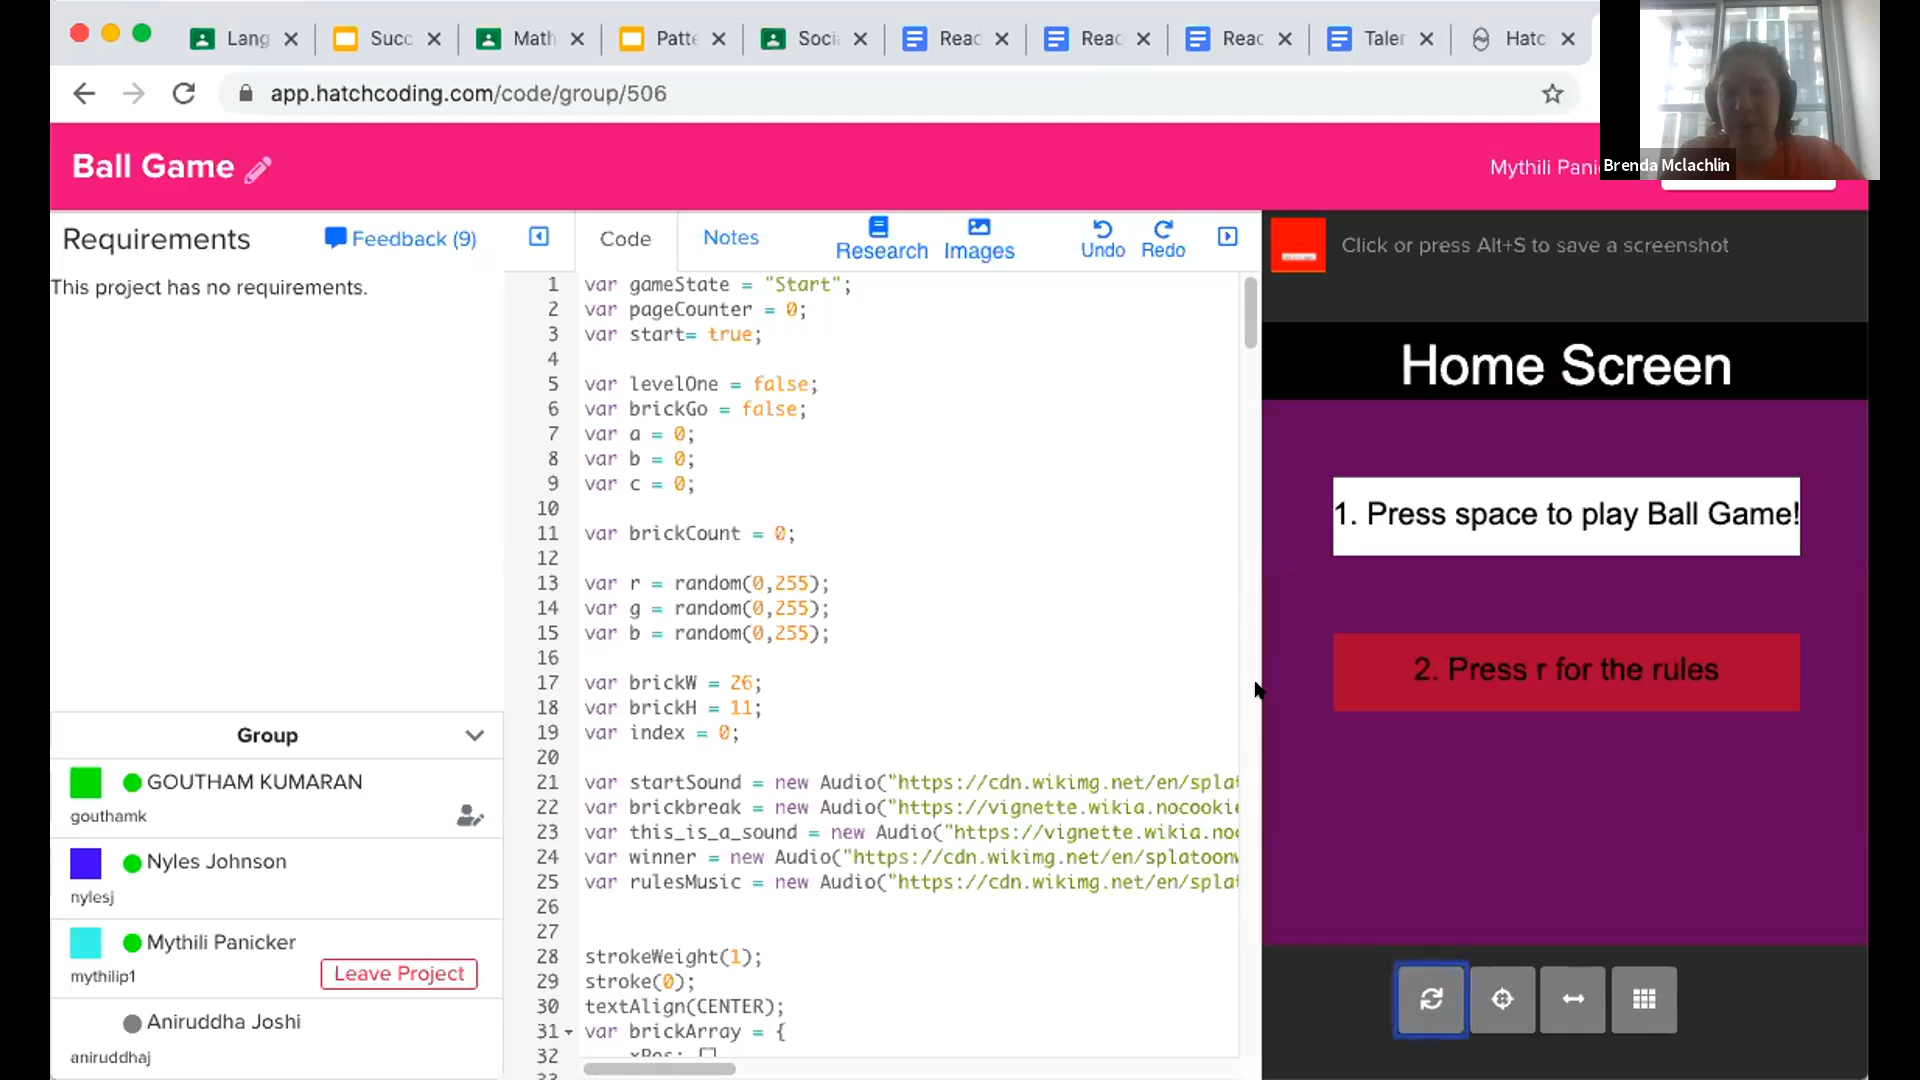 Lang
Succ
Math
Patte
Socia
Reac
Reac
Reac
Taler
Hatc
app.hatchcoding.com/code/group/506
Ball Game
Mythili Pani
Brenda Mclachlin
Requirements
Feedback (9)
This project has no requirements.
Code
Notes
Research
Images
Undo
Redo
Click or press Alt+S to save a screenshot
1 var gameState = "Start";
2 var pageCounter = 0;
3 var start= true;
4
5 var levelOne = false;
6 var brickGo = false;
7 var a = 0;
8 var b = 0;
9 var c = 0;
10
11 var brickCount = 0;
12
13 var r = random(0,255);
14 var g = random(0,255);
15 var b = random(0,255);
16
17 var brickW = 26;
18 var brickH = 11;
19 var index = 0;
20
21 var startSound = new Audio("https://cdn.wikimg.net/en/splat
22 var brickbreak = new Audio("https://vignette.wikia.nocookie
23 var this_is_a_sound = new Audio("https://vignette.wikia.noc
24 var winner = new Audio("https://cdn.wikimg.net/en/splatoonw
25 var rulesMusic = new Audio("https://cdn.wikimg.net/en/splat
26
27
28 strokeWeight(1);
29 stroke(0);
30 textAlign(CENTER);
31 var brickArray = {
32 xPos: []
Home Screen
1. Press space to play Ball Game!
2. Press r for the rules
Group
GOUTHAM KUMARAN
gouthamk
Nyles Johnson
nylesj
Mythili Panicker
mythilip1
Leave Project
Aniruddha Joshi
aniruddhaj